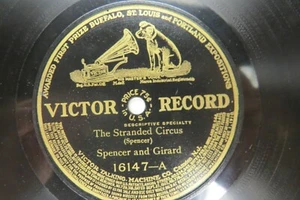 AWARDED FIRST PRIZE BUFFALO, ST. LOUIS and PORTLAND EXPOSITIONS
VICTOR RECORD
PRICE 75¢
U.S.A.
DESCRIPTIVE SPECIALTY
The Stranded Circus
(Spencer)
Spencer and Girard
16147-A
VICTOR TALKING MACHINE CO. CAMDEN, N.J.